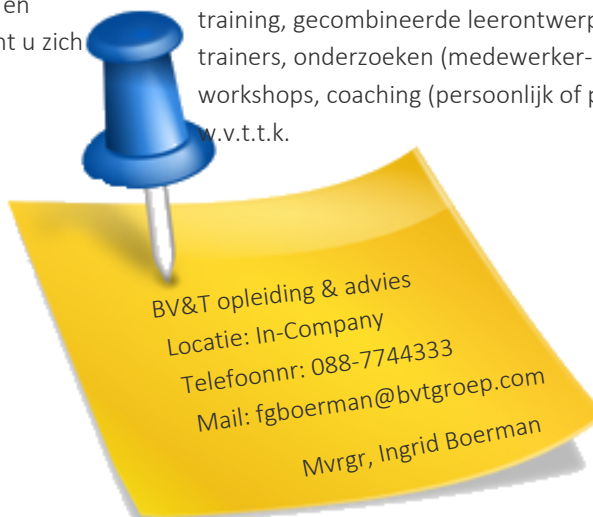 en
t u zich
training, gecombineerde leerontwerp
trainers, onderzoeken (medewerker-
workshops, coaching (persoonlijk of p
w.v.t.t.k.
BV&T opleiding & advies
Locatie: In-Company
Telefoonnr: 088-7744333
Mail: fgboerman@bvtgroep.com
Mvrgr, Ingrid Boerman